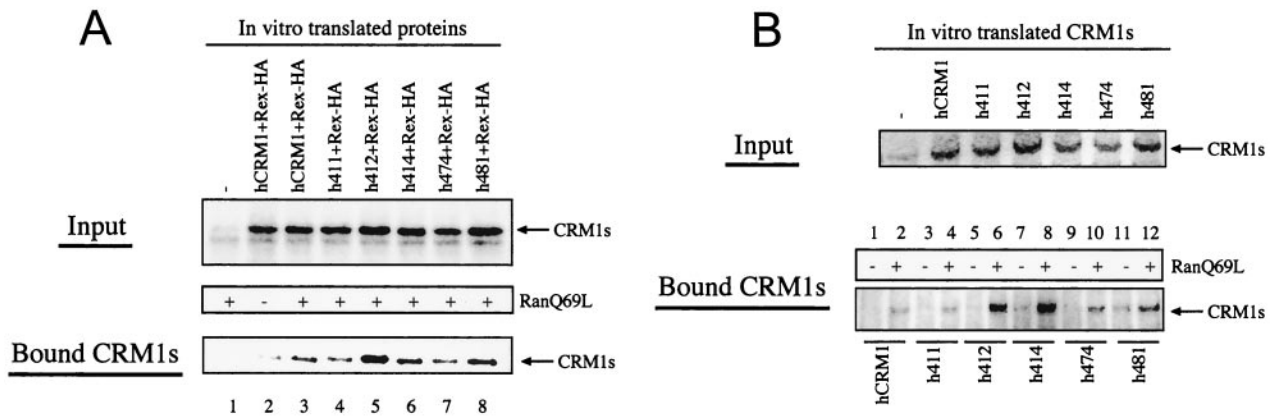 A
In vitro translated proteins
- hCRM1+Rex-HA hCRM1+Rex-HA h411+Rex-HA h412+Rex-HA h414+Rex-HA h474+Rex-HA h481+Rex-HA
Input
CRM1s
+ - + + + + + + RanQ69L
Bound CRM1s
CRM1s
1 2 3 4 5 6 7 8
B
In vitro translated CRM1s
- hCRM1 h411 h412 h414 h474 h481
Input
CRM1s
1 2 3 4 5 6 7 8 9 10 11 12
- + - + - + - + - + - + RanQ69L
Bound CRM1s
CRM1s
hCRM1 h411 h412 h414 h474 h481